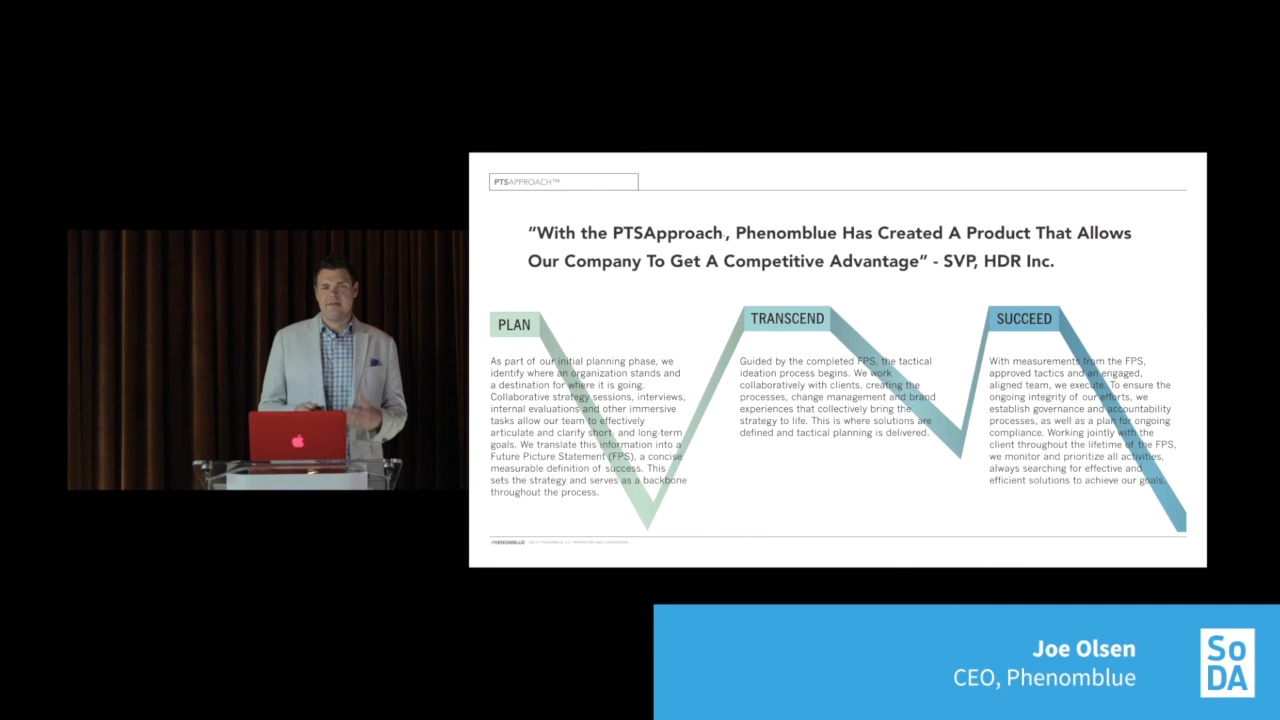 PTSAPPROACH™
“With the PTSApproach, Phenomblue Has Created A Product That Allows
Our Company To Get A Competitive Advantage” - SVP, HDR Inc.
PLAN
As part of our initial planning phase, we
identify where an organization stands and
a destination for where it is going.
Collaborative strategy sessions, interviews,
internal evaluations and other immersive
tasks allow our team to effectively
articulate and clarify short- and long-term
goals. We translate this information into a
Future Picture Statement (FPS), a concise
measurable definition of success. This
sets the strategy and serves as a backbone
throughout the process.
TRANSCEND
Guided by the completed FPS, the tactical
ideation process begins. We work
collaboratively with clients, creating the
processes, change management and brand
experiences that collectively bring the
strategy to life. This is where solutions are
defined and tactical planning is delivered.
SUCCEED
With measurements from the FPS,
approved tactics and an engaged,
aligned team, we execute. To ensure the
ongoing integrity of our efforts, we
establish governance and accountability
processes, as well as a plan for ongoing
compliance. Working jointly with the
client throughout the lifetime of the FPS,
we monitor and prioritize all activities,
always searching for effective and
efficient solutions to achieve our goals.
PHENOMBLUE
Joe Olsen
CEO, Phenomblue
So
DA